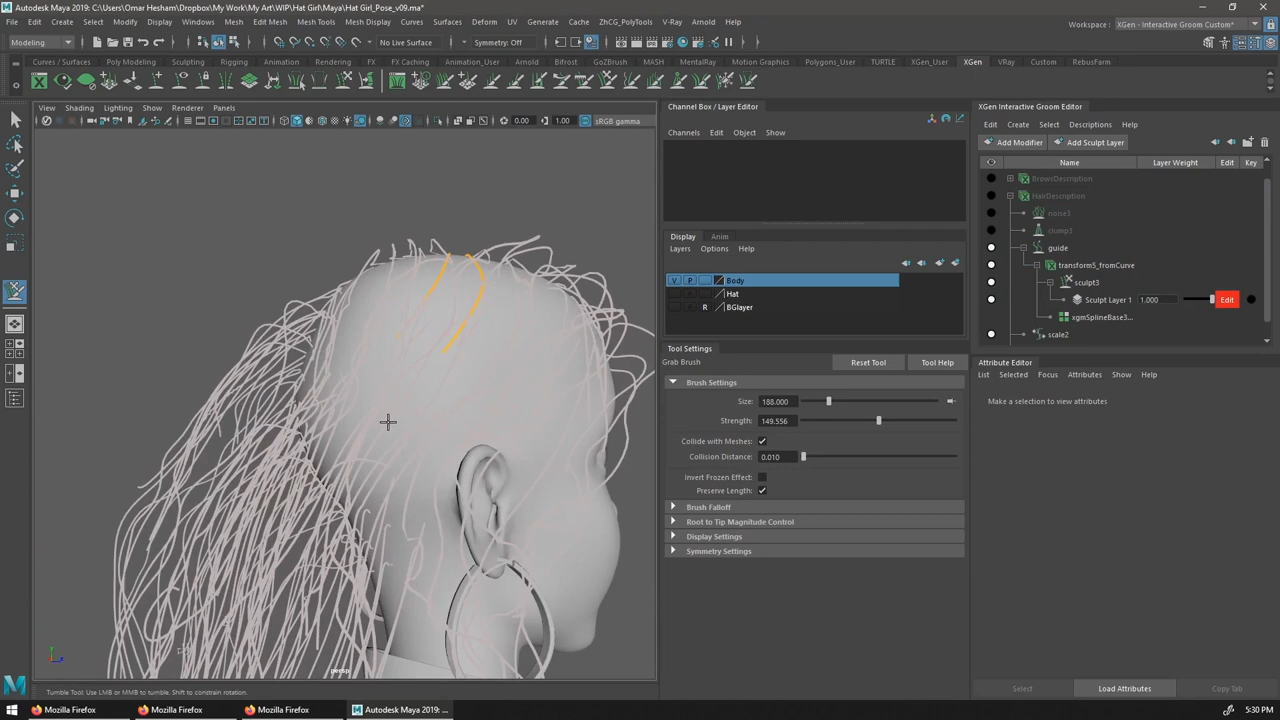 Autodesk Maya 2019: C:\Users\Omar Hesham\Dropbox\My Work\My Art\WIP\Hat Girl\Maya\Hat Girl_Pose_v09.ma*
File Edit Create Select Modify Display Windows Mesh Edit Mesh Mesh Tools Mesh Display Curves Surfaces Deform UV Generate Cache ZhCG_PolyTools V-Ray Arnold Help
Workspace : XGen - Interactive Groom Custom*
Modeling No Live Surface Symmetry: Off
Curves / Surfaces Poly Modeling Sculpting Rigging Animation Rendering FX FX Caching Animation_User Arnold Bifrost GoZBrush MASH MentalRay Motion Graphics Polygons_User TURTLE XGen_User XGen VRay Custom RebusFarm
View Shading Lighting Show Renderer Panels
0.00 1.00 sRGB gamma
persp
Channel Box / Layer Editor
Channels Edit Object Show
Display Anim
Layers Options Help
V P Body
Hat
R BGlayer
Tool Settings
Grab Brush Reset Tool Tool Help
Brush Settings
Size: 188.000
Strength: 149.556
Collide with Meshes:
Collision Distance: 0.010
Invert Frozen Effect:
Preserve Length:
Brush Falloff
Root to Tip Magnitude Control
Display Settings
Symmetry Settings
XGen Interactive Groom Editor
Edit Create Select Descriptions Help
Add Modifier Add Sculpt Layer
Name Layer Weight Edit Key
BrowsDescription
HairDescription
noise3
clump3
guide
transform5_fromCurve
sculpt3
Sculpt Layer 1 1.000 Edit
xgmSplineBase3...
scale2
Attribute Editor
List Selected Focus Attributes Show Help
Make a selection to view attributes
Select Load Attributes Copy Tab
Tumble Tool: Use LMB or MMB to tumble. Shift to constrain rotation.
Mozilla Firefox Mozilla Firefox Mozilla Firefox Autodesk Maya 2019: ... 5:30 PM